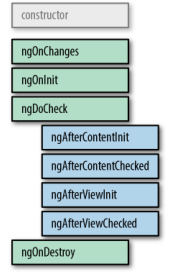 constructor
ngOnChanges
ngOnInit
ngDoCheck
ngAfterContentInit
ngAfterContentChecked
ngAfterViewInit
ngAfterViewChecked
ngOnDestroy